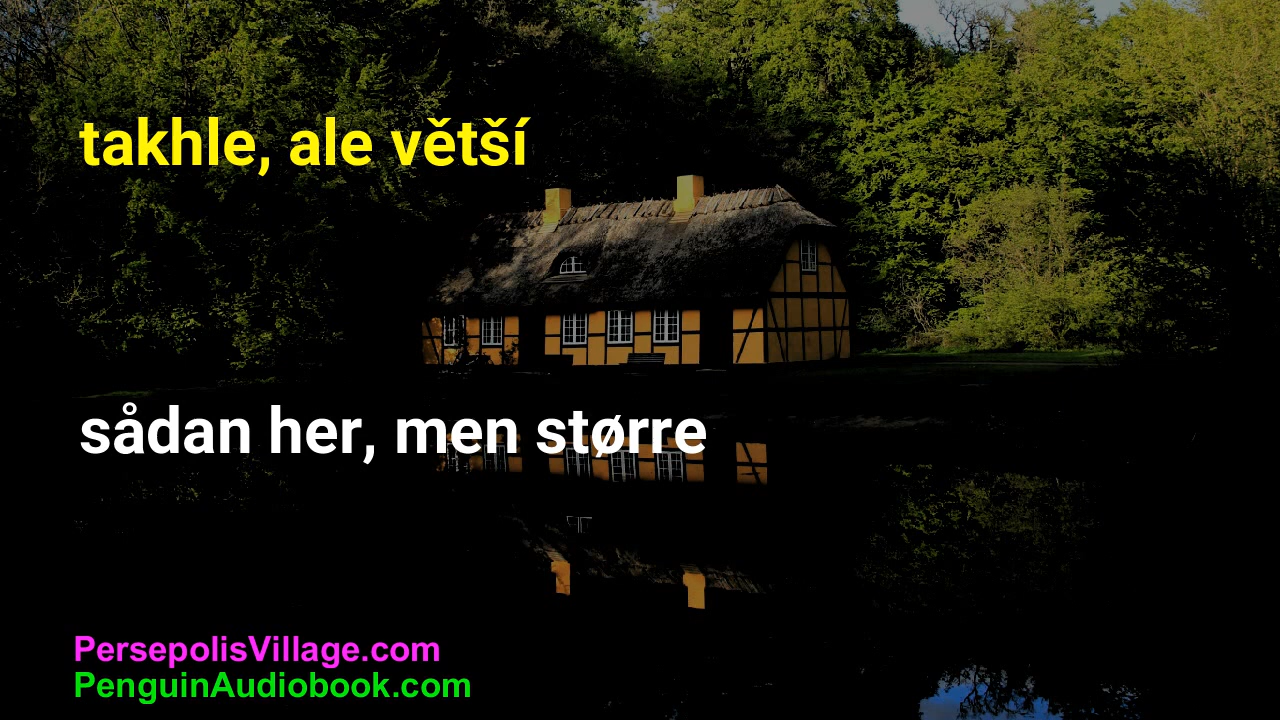 takhle, ale větší
sådan her, men større
PersepolisVillage.com
PenguinAudiobook.com